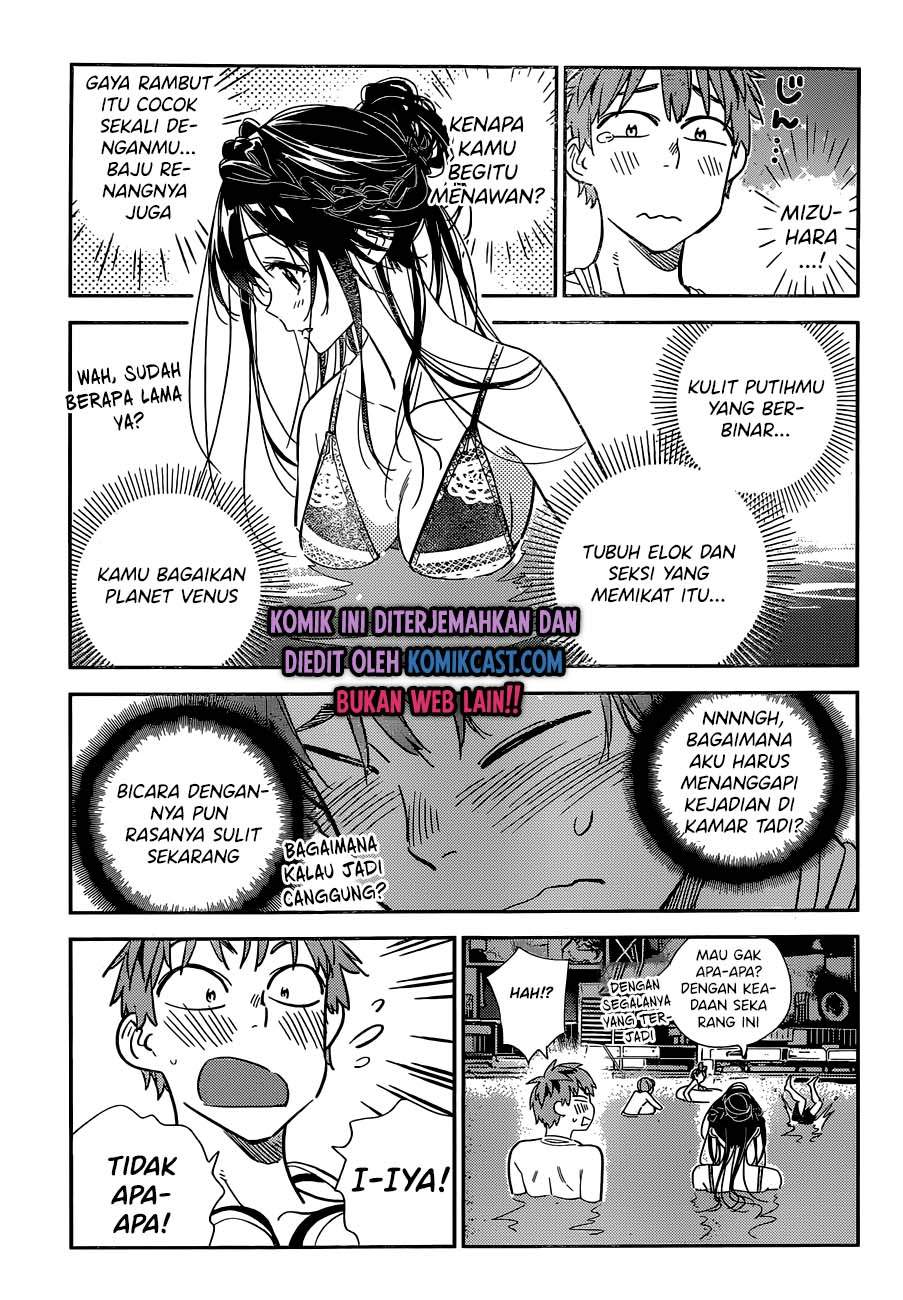 じーん…
MIZU-
HARA
....!
KENAPA
KAMU
BEGITU
MENAWAN?
GAYA RAMBUT
ITU COCOK
SEKALI DE-
NGANMU...
BAJU RE-
NANGNYA
JUGA
KULIT PUTIHMU
YANG BER-
BINAR...
WAH, SUDAH
BERAPA LAMA
YA?
TUBUH ELOK DAN
SEKSI YANG
MEMIKAT ITU...
KAMU BAGAIKAN
PLANET VENUS
KOMIK INI DITERJEMAHKAN DAN
DIEDIT OLEH KOMIKCAST.COM
BUKAN WEB LAIN!!
NNNNGH,
BAGAIMANA
AKU HARUS
MENANGGAPI
KEJADIAN DI
KAMAR TADI?
BICARA DENGAN-
NYA PUN
RASANYA SULIT
SEKARANG
BAGAIMANA
KALAU JADI
CANGGUNG?
MAU GAK
APA-APA?
DENGAN KEA-
DAAN SEKA
RANG INI
DENGAN
SEGALANYA
YANG TER-
JADI
HAH!?
I-IYA!
TIDAK
APA-
APA!